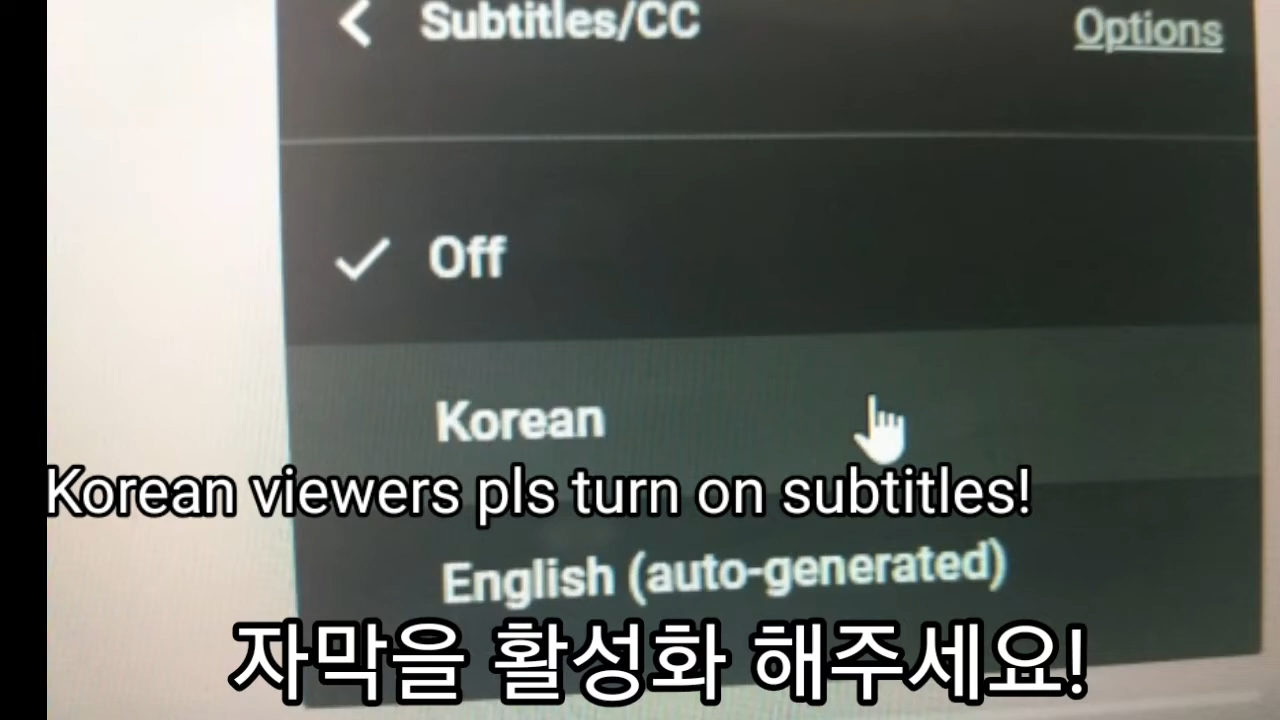 Subtitles/CC Options
Off
Korean
Korean viewers pls turn on subtitles!
English (auto-generated)
자막을 활성화 해주세요!